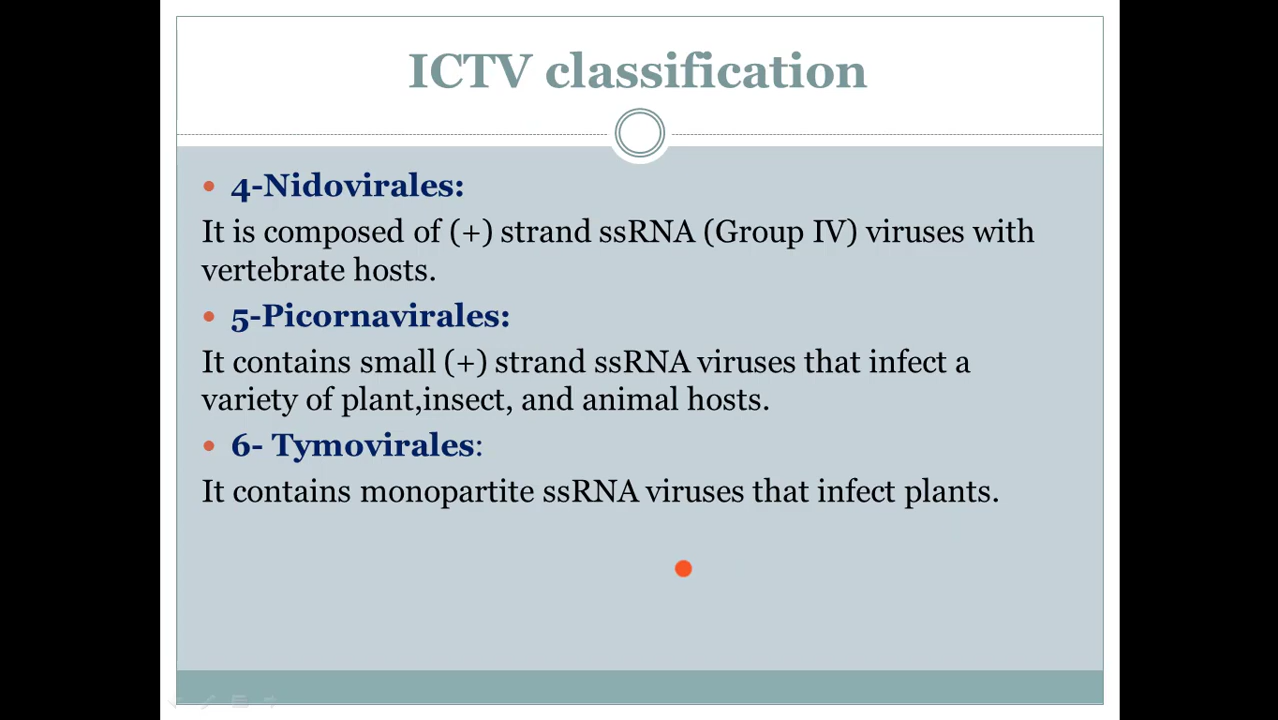 ICTV classification
• 4-Nidovirales:
It is composed of (+) strand ssRNA (Group IV) viruses with
vertebrate hosts.
• 5-Picornavirales:
It contains small (+) strand ssRNA viruses that infect a
variety of plant,insect, and animal hosts.
• 6- Tymovirales:
It contains monopartite ssRNA viruses that infect plants.